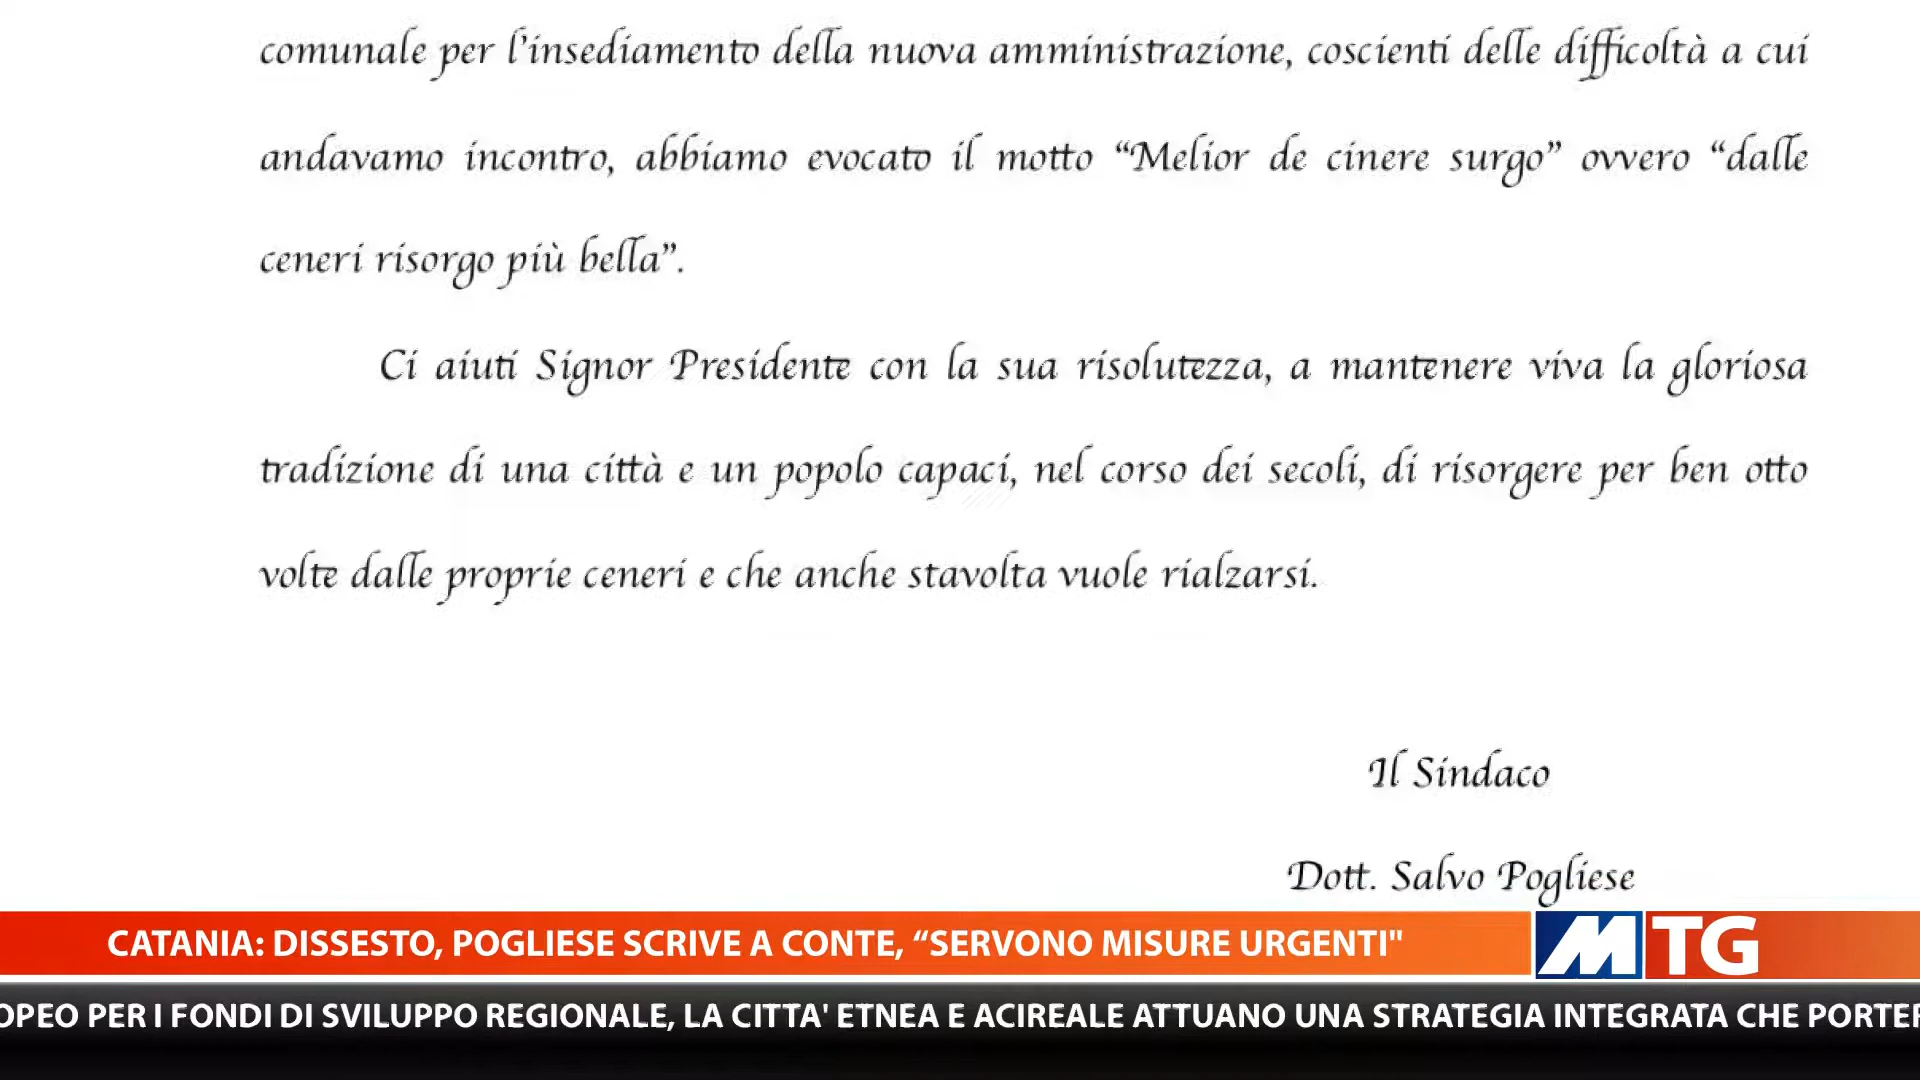 comunale per l'insediamento della nuova amministrazione, coscienti delle difficoltà a cui
andavamo incontro, abbiamo evocato il motto “Melior de cinere surgo” ovvero “dalle
ceneri risorgo più bella”.
Ci aiuti Signor Presidente con la sua risolutezza, a mantenere viva la gloriosa
tradizione di una città e un popolo capaci, nel corso dei secoli, di risorgere per ben otto
volte dalle proprie ceneri e che anche stavolta vuole rialzarsi.
Il Sindaco
Dott. Salvo Pogliese
CATANIA: DISSESTO, POGLIESE SCRIVE A CONTE, “SERVONO MISURE URGENTI"
M TG
OPEO PER I FONDI DI SVILUPPO REGIONALE, LA CITTA' ETNEA E ACIREALE ATTUANO UNA STRATEGIA INTEGRATA CHE PORTER